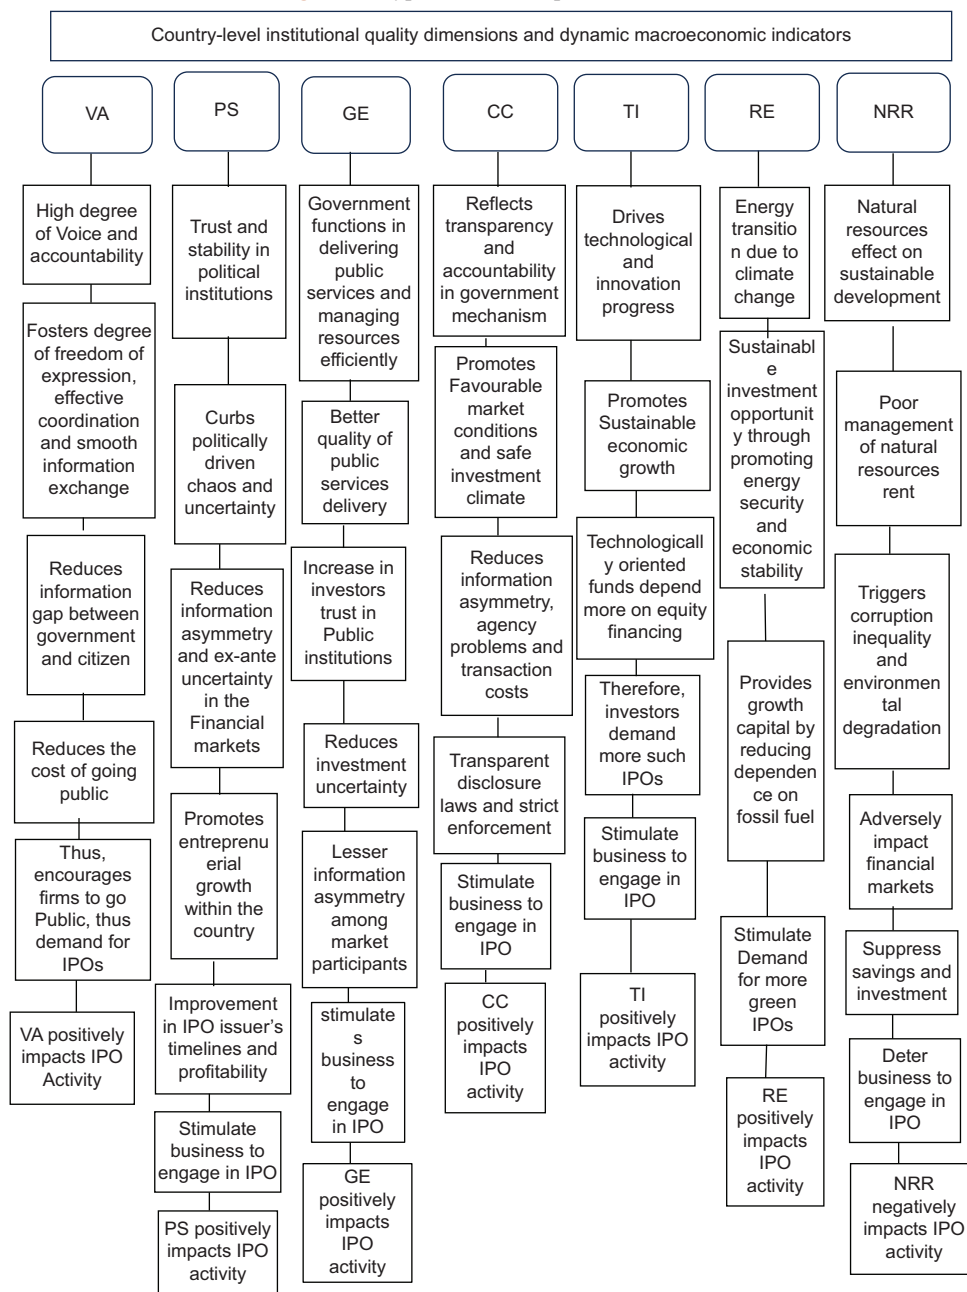 Country-level institutional quality dimensions and dynamic macroeconomic indicators
VA
PS
GE
CC
TI
RE
NRR
High degree
of Voice and
accountability
Fosters degree
of freedom of
expression,
effective
coordination
and smooth
information
exchange
Reduces
information
gap between
government
and citizen
Reduces the
cost of going
public
Thus,
encourages
firms to go
Public, thus
demand for
IPOs
VA positively
impacts IPO
Activity
Trust and
stability in
political
institutions
Curbs
politically
driven
chaos and
uncertainty
Reduces
information
asymmetry
and ex-ante
uncertainty
in the
Financial
markets
Promotes
entreprenu
erial
growth
within the
country
Improvement
in IPO issuer's
timelines and
profitability
Stimulate
business to
engage in IPO
PS positively
impacts IPO
activity
Government
functions in
delivering
public
services and
managing
resources
efficiently
Better
quality of
public
services
delivery
Increase in
investors
trust in
Public
institutions
Reduces
investment
uncertainty
Lesser
information
asymmetry
among
market
participants
stimulate
s
business
to
engage
in IPO
GE
positively
impacts
IPO
activity
Reflects
transparency
and
accountability
in government
mechanism
Promotes
Favourable
market
conditions
and safe
investment
climate
Reduces
information
asymmetry,
agency
problems and
transaction
costs
Transparent
disclosure
laws and strict
enforcement
Stimulate
business to
engage in
IPO
CC
positively
impacts
IPO
activity
Drives
technological
and
innovation
progress
Promotes
Sustainable
economic
growth
Technologicall
y oriented
funds depend
more on equity
financing
Therefore,
investors
demand
more such
IPOs
Stimulate
business to
engage in
IPO
TI
positively
impacts IPO
activity
Energy
transitio
n due to
climate
change
Sustainabl
e
investment
opportunit
y through
promoting
energy
security
and
economic
stability
Provides
growth
capital by
reducing
dependen
ce on
fossil fuel
Stimulate
Demand
for more
green
IPOs
RE
positively
impacts
IPO
activity
Natural
resources
effect on
sustainable
development
Poor
management
of natural
resources
rent
Triggers
corruption
inequality
and
environmen
tal
degradation
Adversely
impact
financial
markets
Suppress
savings and
investment
Deter
business to
engage in
IPO
NRR
negatively
impacts IPO
activity